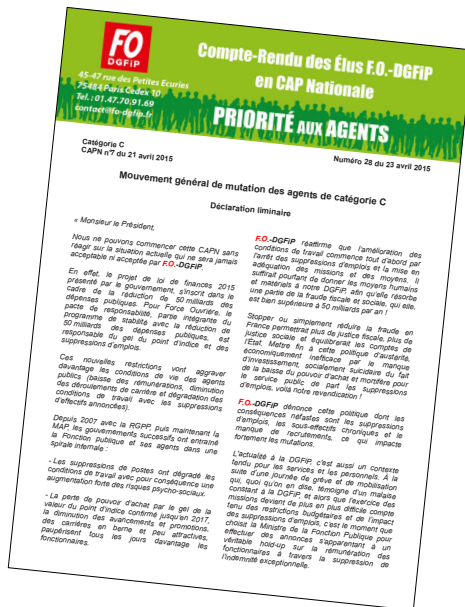 FO
DGFiP
45-47 rue des Petites Ecuries
75484 Paris Cedex 10
Tel. : 01.47.70.91.69
contact@fo-dgfip.fr
Compte-Rendu des Élus F.O.-DGFiP
en CAP Nationale
PRIORITÉ AUX AGENTS
Catégorie C
CAPN n°7 du 21 avril 2015
Numéro 28 du 23 avril 2015
Mouvement général de mutation des agents de catégorie C
Déclaration liminaire
« Monsieur le Président,
Nous ne pouvons commencer cette CAPN sans
réagir sur la situation actuelle qui ne sera jamais
acceptable ni acceptée par F.O.-DGFiP.
En effet, le projet de loi de finances 2015
présenté par le gouvernement, s'inscrit dans le
cadre de la réduction de 50 milliards des
dépenses publiques. Pour Force Ouvrière, le
pacte de responsabilité, partie intégrante du
programme de stabilité avec la réduction de
50 milliards des dépenses publiques, est
responsable du gel du point d'indice et des
suppressions d'emplois.
Ces nouvelles restrictions vont aggraver
davantage les conditions de vie des agents
publics (baisse des rémunérations, diminution
des déroulements de carrière et dégradation des
conditions de travail avec les suppressions
d'effectifs annoncées).
Depuis 2007 avec la RGPP, puis maintenant la
MAP, les gouvernements successifs ont entraîné
la Fonction publique et ses agents dans une
spirale infernale :
- Les suppressions de postes ont dégradé les
conditions de travail avec pour conséquence une
augmentation forte des risques psycho-sociaux.
- La perte de pouvoir d'achat par le gel de la
valeur du point d'indice confirmé jusqu'en 2017,
la diminution des avancements et promotions,
des carrières en berne et peu attractives,
paupérisent tous les jours davantage les
fonctionnaires.
F.O.-DGFiP réaffirme que l'amélioration des
conditions de travail commence tout d'abord par
l'arrêt des suppressions d'emplois et la mise en
adéquation des missions et des moyens. Il
suffirait pourtant de donner les moyens humains
et matériels à notre DGFiP, afin qu'elle résorbe
une partie de la fraude fiscale et sociale, qui elle,
est bien supérieure à 50 milliards par an !
Stopper ou simplement réduire la fraude en
France permettrait plus de justice fiscale, plus de
justice sociale et équilibrerait les comptes de
l'État. Mettre fin à cette politique d'austérité,
économiquement inefficace par le manque
d'investissement, socialement suicidaire du fait
de la baisse du pouvoir d'achat et mortifère pour
le service public de part les suppressions
d'emplois, voilà notre revendication !
F.O.-DGFiP dénonce cette politique dont les
conséquences néfastes sont les suppressions
d'emplois, les sous-effectifs chroniques et le
manque de recrutements, ce qui impacte
fortement les mutations.
L'actualité à la DGFiP, c'est aussi un contexte
tendu pour les services et les personnels. À la
suite d'une journée de grève et de mobilisation
qui, quoi qu'on en dise, témoigne d'un malaise
constant à la DGFiP, et alors que l'exercice des
missions devient de plus en plus difficile compte
tenu des restrictions budgétaires et de l'impact
des suppressions d'emplois, c'est le moment que
choisit la Ministre de la Fonction Publique pour
effectuer des annonces s'apparentant à un
véritable hold-up sur la rémunération des
fonctionnaires à travers la suppression de
l'indemnité exceptionnelle.